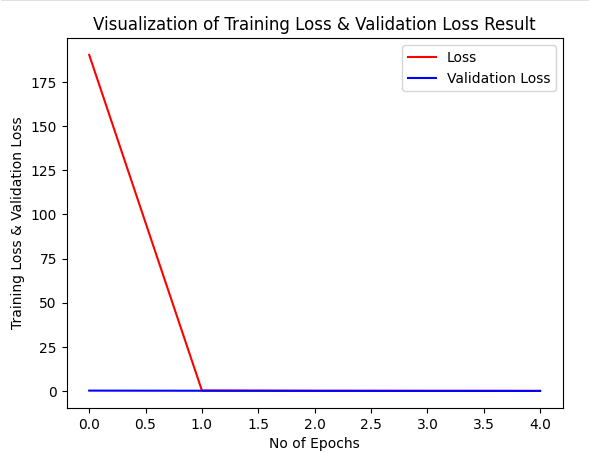 Visualization of Training Loss & Validation Loss Result
Loss
Validation Loss
Training Loss & Validation Loss
175
150
125
100
75
50
25
0
0.0 0.5 1.0 1.5 2.0 2.5 3.0 3.5 4.0
No of Epochs